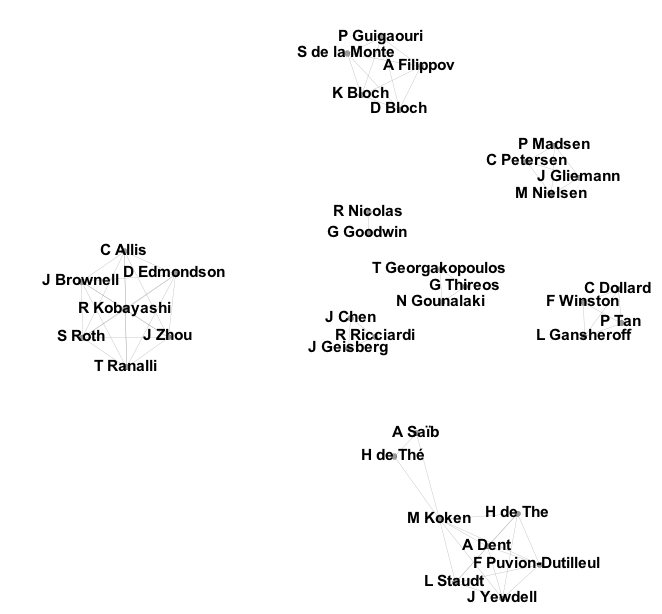 P Guigaouri
S de la Monte
A Filippov
K Bloch
D Bloch
P Madsen
C Petersen
J Gliemann
M Nielsen
R Nicolas
G Goodwin
C Allis
J Brownell
D Edmondson
R Kobayashi
S Roth
J Zhou
T Ranalli
T Georgakopoulos
G Thireos
N Gounalaki
J Chen
R Ricciardi
J Geisberg
C Dollard
F Winston
P Tan
L Gansheroff
A Saïb
H de Thé
M Koken
H de The
A Dent
F Puvion-Dutilleul
L Staudt
J Yewdell